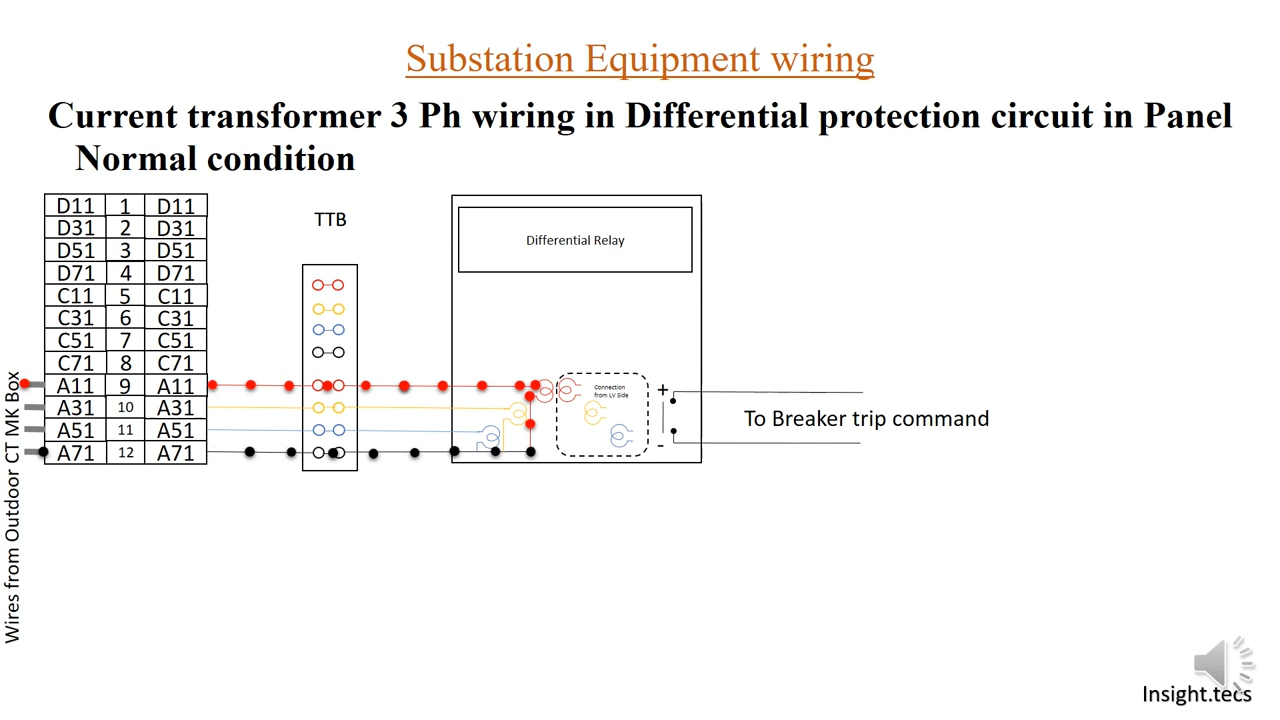 Substation Equipment wiring
Current transformer 3 Ph wiring in Differential protection circuit in Panel
Normal condition
D11 1 D11
D31 2 D31
D51 3 D51
D71 4 D71
C11 5 C11
C31 6 C31
C51 7 C51
C71 8 C71
A11 9 A11
A31 10 A31
A51 11 A51
A71 12 A71
Wires from Outdoor CT MK Box
TTB
Differential Relay
Connection
from LV Side
+
-
To Breaker trip command
Insight.tecs